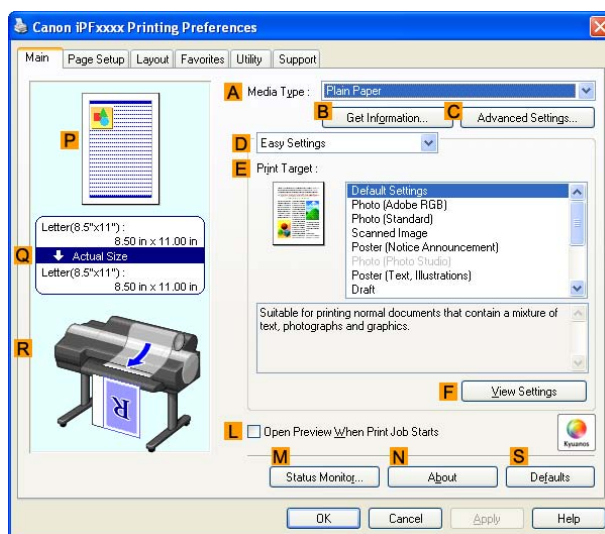 Canon iPFxxxx Printing Preferences
Main Page Setup Layout Favorites Utility Support
A Media Type : Plain Paper
B Get Information... C Advanced Settings...
D Easy Settings
E Print Target :
P
Default Settings
Photo (Adobe RGB)
Photo (Standard)
Scanned Image
Poster (Notice Announcement)
Photo (Photo Studio)
Poster (Text, Illustrations)
Draft
Letter(8.5"x11") :
8.50 in x 11.00 in
Q Actual Size
Letter(8.5"x11") :
8.50 in x 11.00 in
Suitable for printing normal documents that contain a mixture of
text, photographs and graphics.
R
R
F View Settings
L Open Preview When Print Job Starts
Kyuanos
M Status Monitor... N About S Defaults
OK Cancel Apply Help